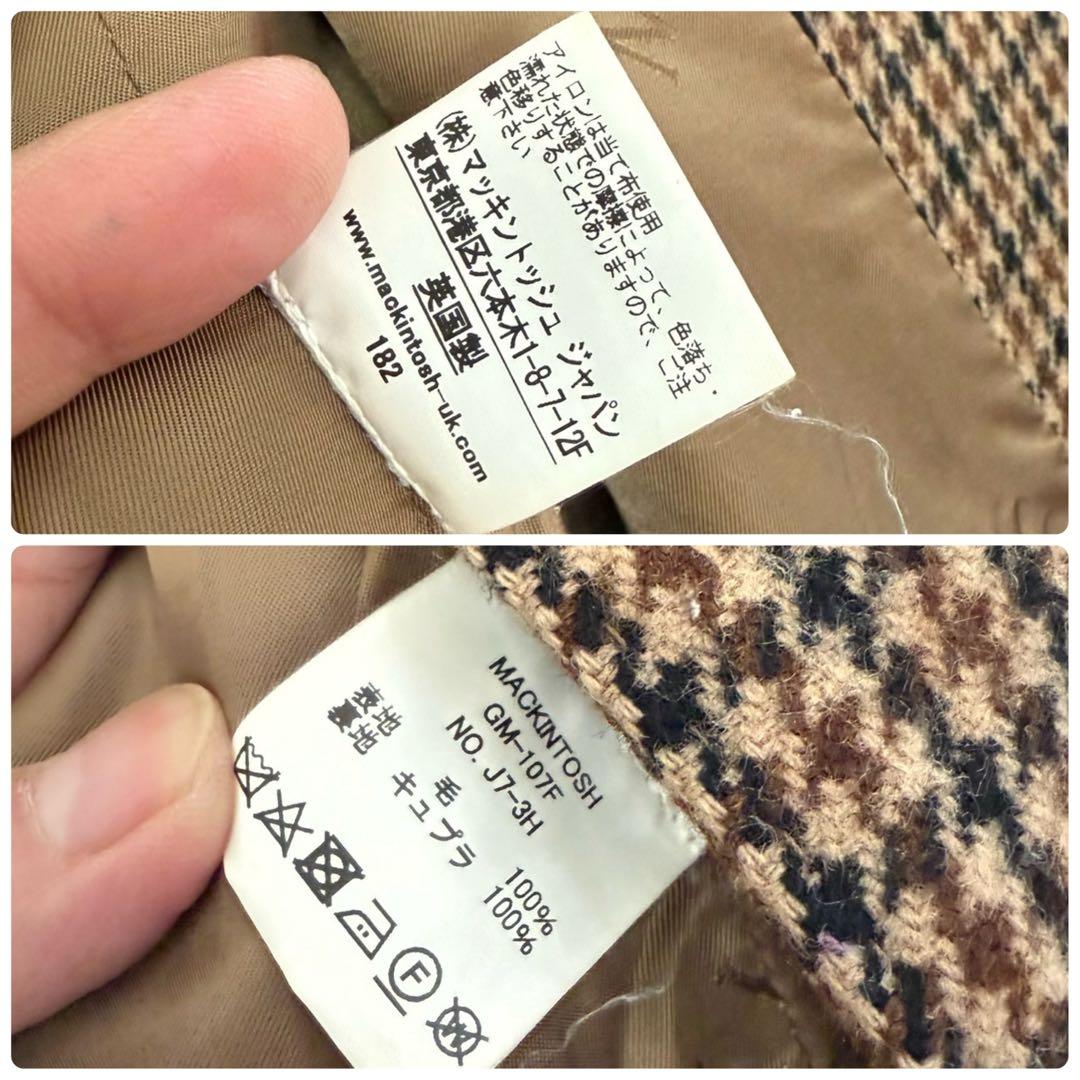 アイロンは当て布使用
濡れた状態での摩擦によって、色落ち・
色移りすることがありますので、ご注
意下さい
(株)マッキントッシュ ジャパン
東京都港区六本木1-8-7-12F
英国製
www.mackintosh-uk.com
182
MACKINTOSH
GM-107F
NO. J7-3H
表地 毛 100%
裏地 キュプラ 100%
F
W